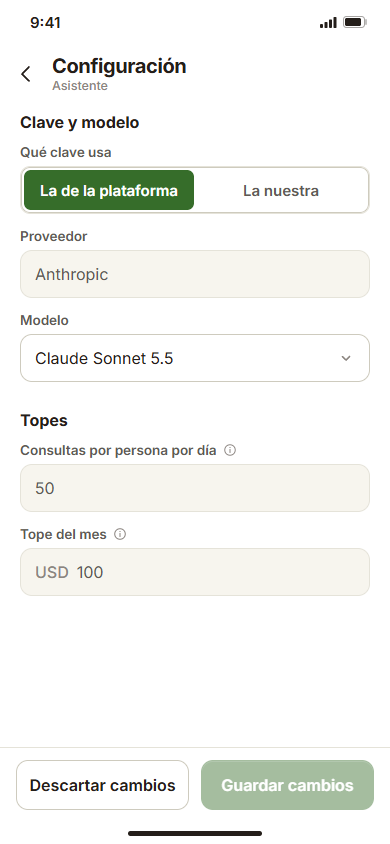 9:41
Configuración
Asistente
Clave y modelo
Qué clave usa
La de la plataforma
La nuestra
Proveedor
Anthropic
Modelo
Claude Sonnet 5.5
Topes
Consultas por persona por día
50
Tope del mes
USD 100
Descartar cambios
Guardar cambios